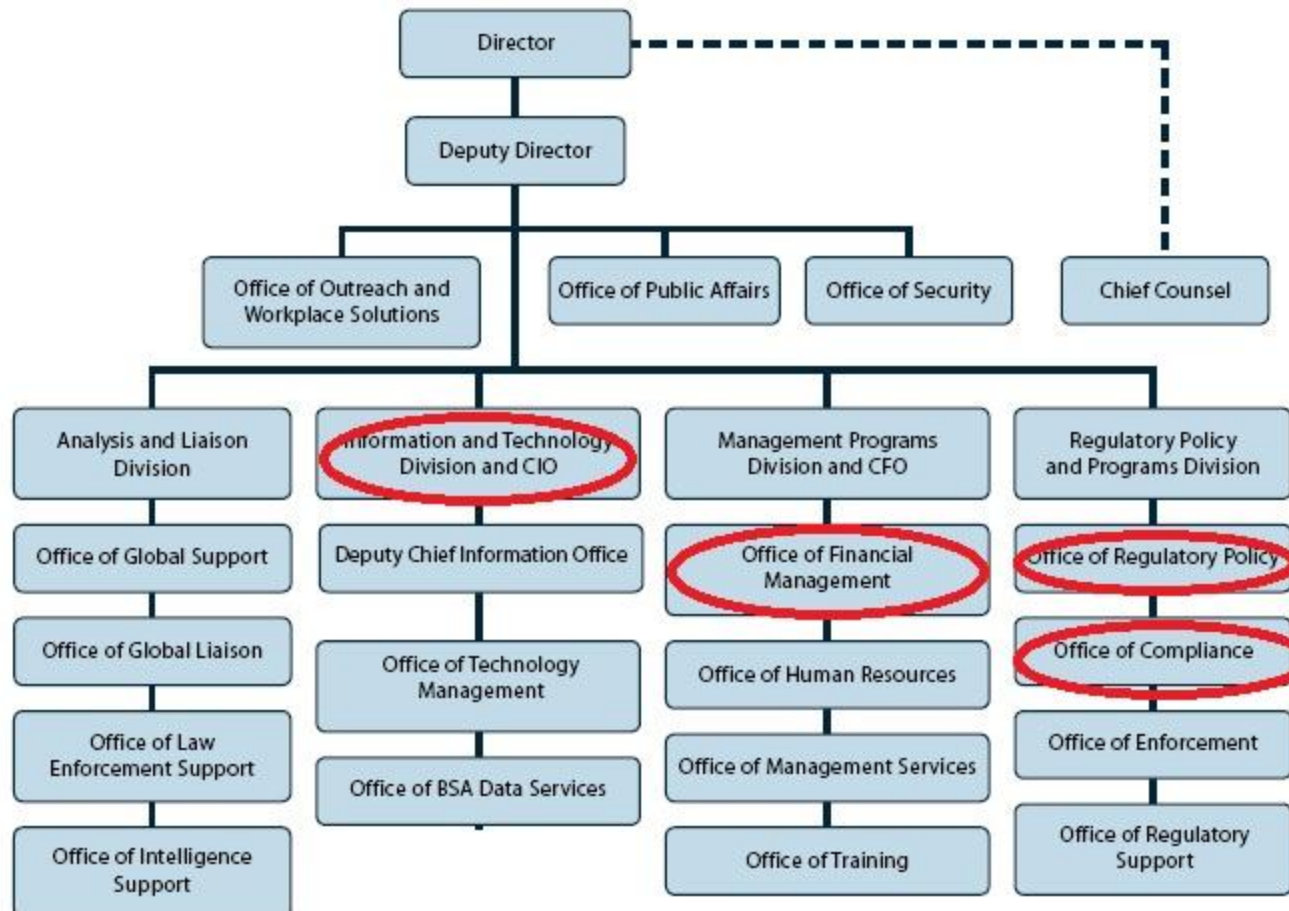 Director
Deputy Director
Office of Outreach and
Workplace Solutions
Office of Public Affairs
Office of Security
Chief Counsel
Analysis and Liaison
Division
Office of Global Support
Office of Global Liaison
Office of Law
Enforcement Support
Office of Intelligence
Support
Information and Technology
Division and CIO
Deputy Chief Information Office
Office of Technology
Management
Office of BSA Data Services
Management Programs
Division and CFO
Office of Financial
Management
Office of Human Resources
Office of Management Services
Office of Training
Regulatory Policy
and Programs Division
Office of Regulatory Policy
Office of Compliance
Office of Enforcement
Office of Regulatory
Support